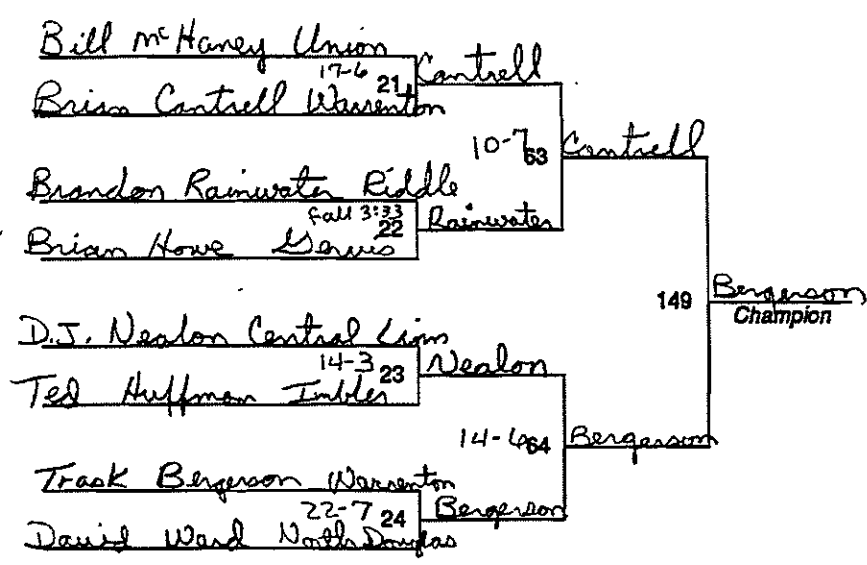 Bill McHaney Union
17-6 21 Cantrell
Brian Cantrell Warrenton
10-7 63 Cantrell
Brandon Rainwater Riddle
fall 3:33 22 Rainwater
Brian Howe Gervis
149 Bergerson
Champion
D.J. Nealon Central Linn
14-3 23 Nealon
Ted Huffman Imbler
14-6 64 Bergerson
Trask Bergerson Warrenton
22-7 24 Bergerson
David Ward North Douglas